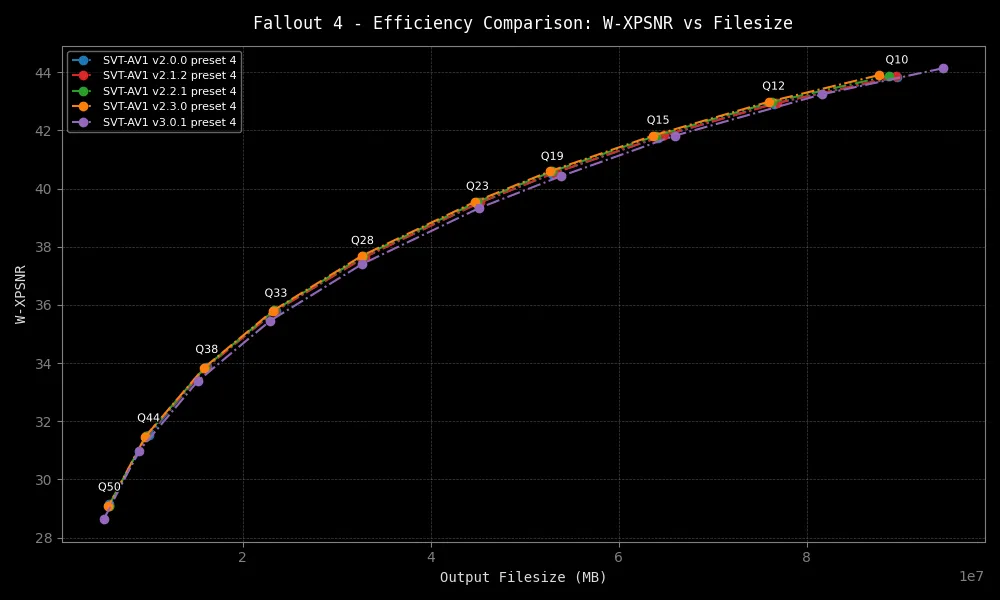 Fallout 4 - Efficiency Comparison: W-XPSNR vs Filesize
SVT-AV1 v2.0.0 preset 4
SVT-AV1 v2.1.2 preset 4
SVT-AV1 v2.2.1 preset 4
SVT-AV1 v2.3.0 preset 4
SVT-AV1 v3.0.1 preset 4
Q10
Q12
Q15
Q19
Q23
Q28
Q33
Q38
Q44
Q50
W-XPSNR
44
42
40
38
36
34
32
30
28
2 4 6 8
1e7
Output Filesize (MB)